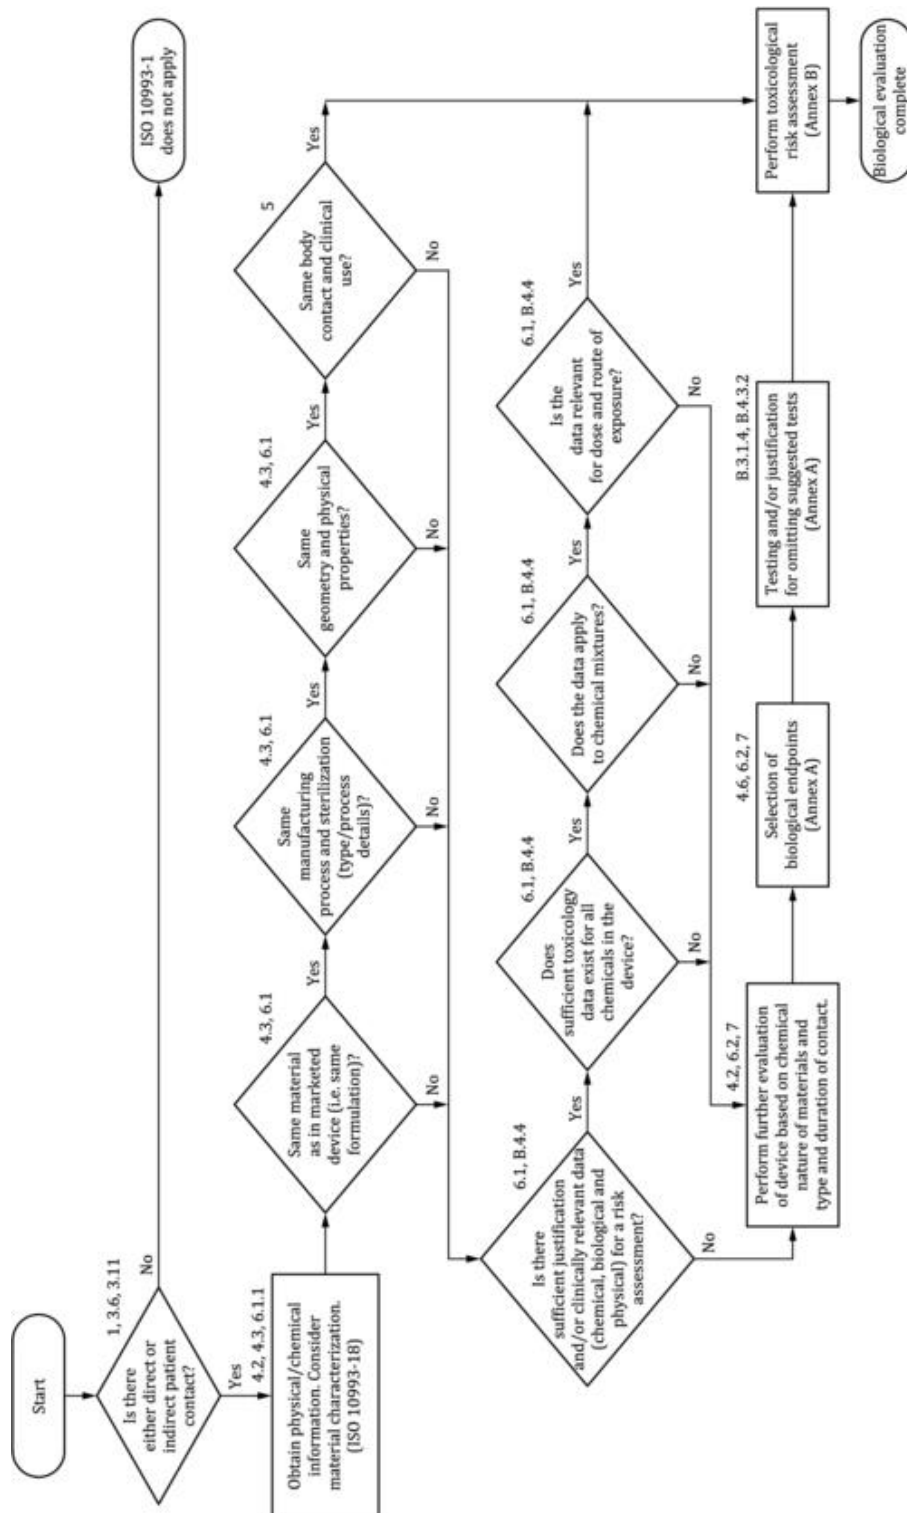 Start
Is there
either direct or
indirect patient
contact?
1, 3.6, 3.11
No
ISO 10993-1
does not apply
Yes
4.2, 4.3, 6.1.1
Obtain physical/chemical
information. Consider
material characterization.
(ISO 10993-18)
4.3, 6.1
Same material
as in marketed
device (i.e. same
formulation)?
Yes
No
4.3, 6.1
Same
manufacturing
process and sterilization
(type/process
details)?
Yes
No
4.3, 6.1
Same
geometry and physical
properties?
Yes
No
5
Same body
contact and clinical
use?
Yes
No
6.1, B.4.4
Is there
sufficient justification
and/or clinically relevant data
(chemical, biological and
physical) for a risk
assessment?
Yes
No
6.1, B.4.4
Does
sufficient toxicology
data exist for all
chemicals in the
device?
Yes
No
6.1, B.4.4
Does the data apply
to chemical mixtures?
Yes
No
6.1, B.4.4
Is the
data relevant
for dose and route of
exposure?
Yes
No
4.2, 6.2, 7
Perform further evaluation
of device based on chemical
nature of materials and
type and duration of contact.
4.6, 6.2, 7
Selection of
biological endpoints
(Annex A)
B.3.1.4, B.4.3.2
Testing and/or justification
for omitting suggested tests
(Annex A)
Perform toxicological
risk assessment
(Annex B)
Biological evaluation
complete